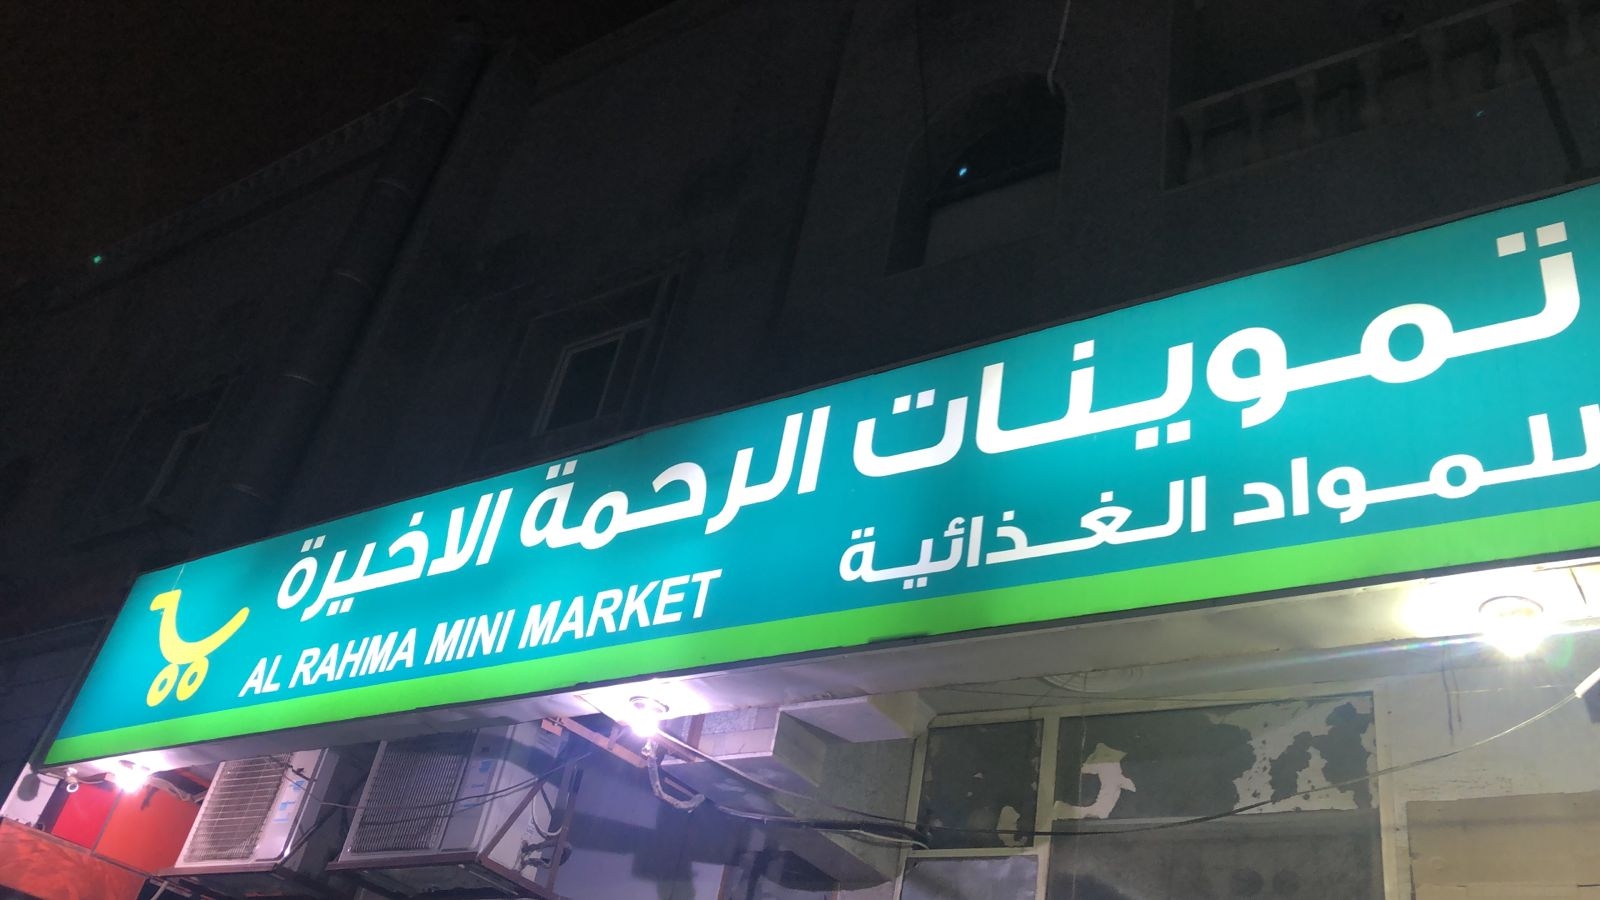 تموينات الرحمة الاخيرة
للمواد الغذائية
AL RAHMA MINI MARKET